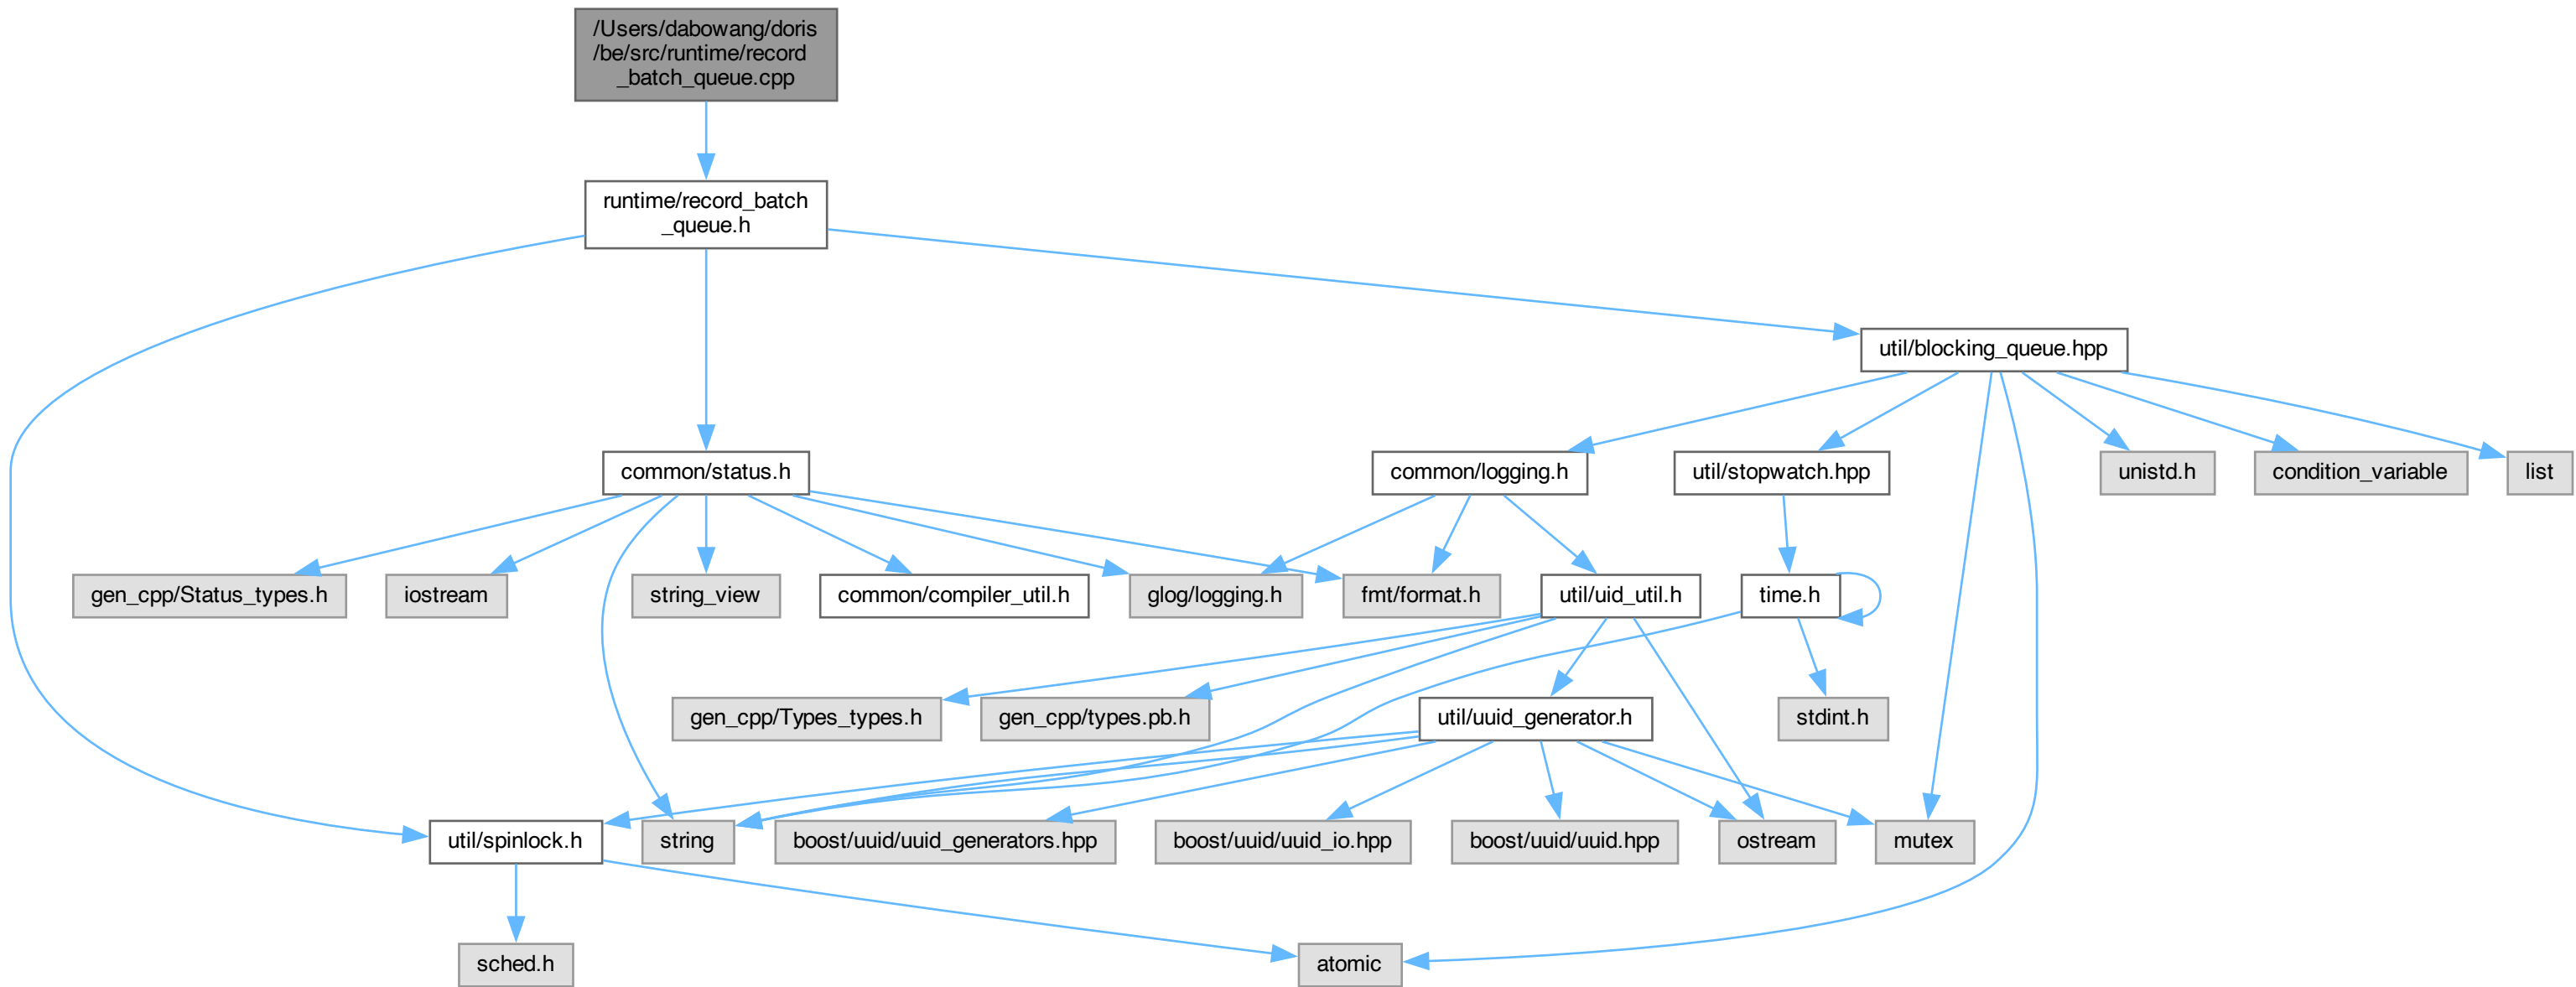 /Users/dabowang/doris
/be/src/runtime/record
_batch_queue.cpp
runtime/record_batch
_queue.h
util/blocking_queue.hpp
common/status.h
common/logging.h
util/stopwatch.hpp
unistd.h
condition_variable
list
gen_cpp/Status_types.h
iostream
string_view
common/compiler_util.h
glog/logging.h
fmt/format.h
util/uid_util.h
time.h
gen_cpp/Types_types.h
gen_cpp/types.pb.h
util/uuid_generator.h
stdint.h
util/spinlock.h
string
boost/uuid/uuid_generators.hpp
boost/uuid/uuid_io.hpp
boost/uuid/uuid.hpp
ostream
mutex
sched.h
atomic